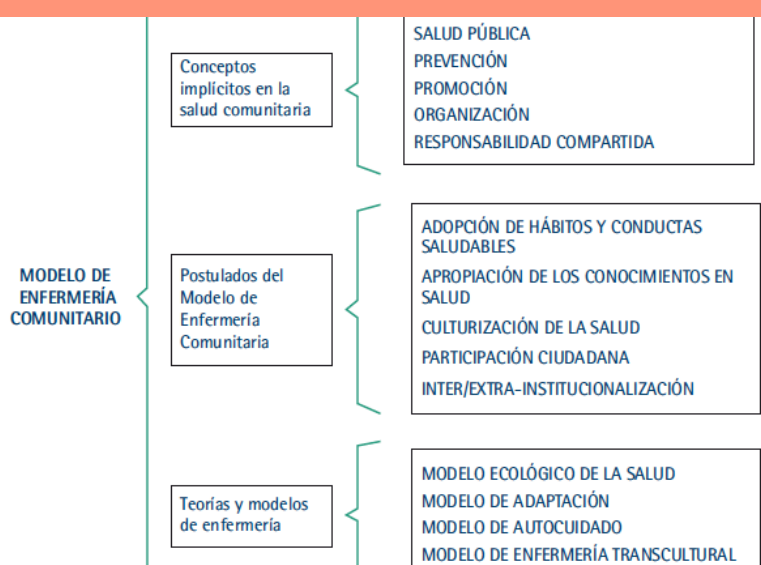 Conceptos
implícitos en la
salud comunitaria
SALUD PÚBLICA
PREVENCIÓN
PROMOCIÓN
ORGANIZACIÓN
RESPONSABILIDAD COMPARTIDA
MODELO DE
ENFERMERÍA
COMUNITARIO
Postulados del
Modelo de
Enfermería
Comunitaria
ADOPCIÓN DE HÁBITOS Y CONDUCTAS
SALUDABLES
APROPIACIÓN DE LOS CONOCIMIENTOS EN
SALUD
CULTURIZACIÓN DE LA SALUD
PARTICIPACIÓN CIUDADANA
INTER/EXTRA-INSTITUCIONALIZACIÓN
Teorías y modelos
de enfermería
MODELO ECOLÓGICO DE LA SALUD
MODELO DE ADAPTACIÓN
MODELO DE AUTOCUIDADO
MODELO DE ENFERMERÍA TRANSCULTURAL